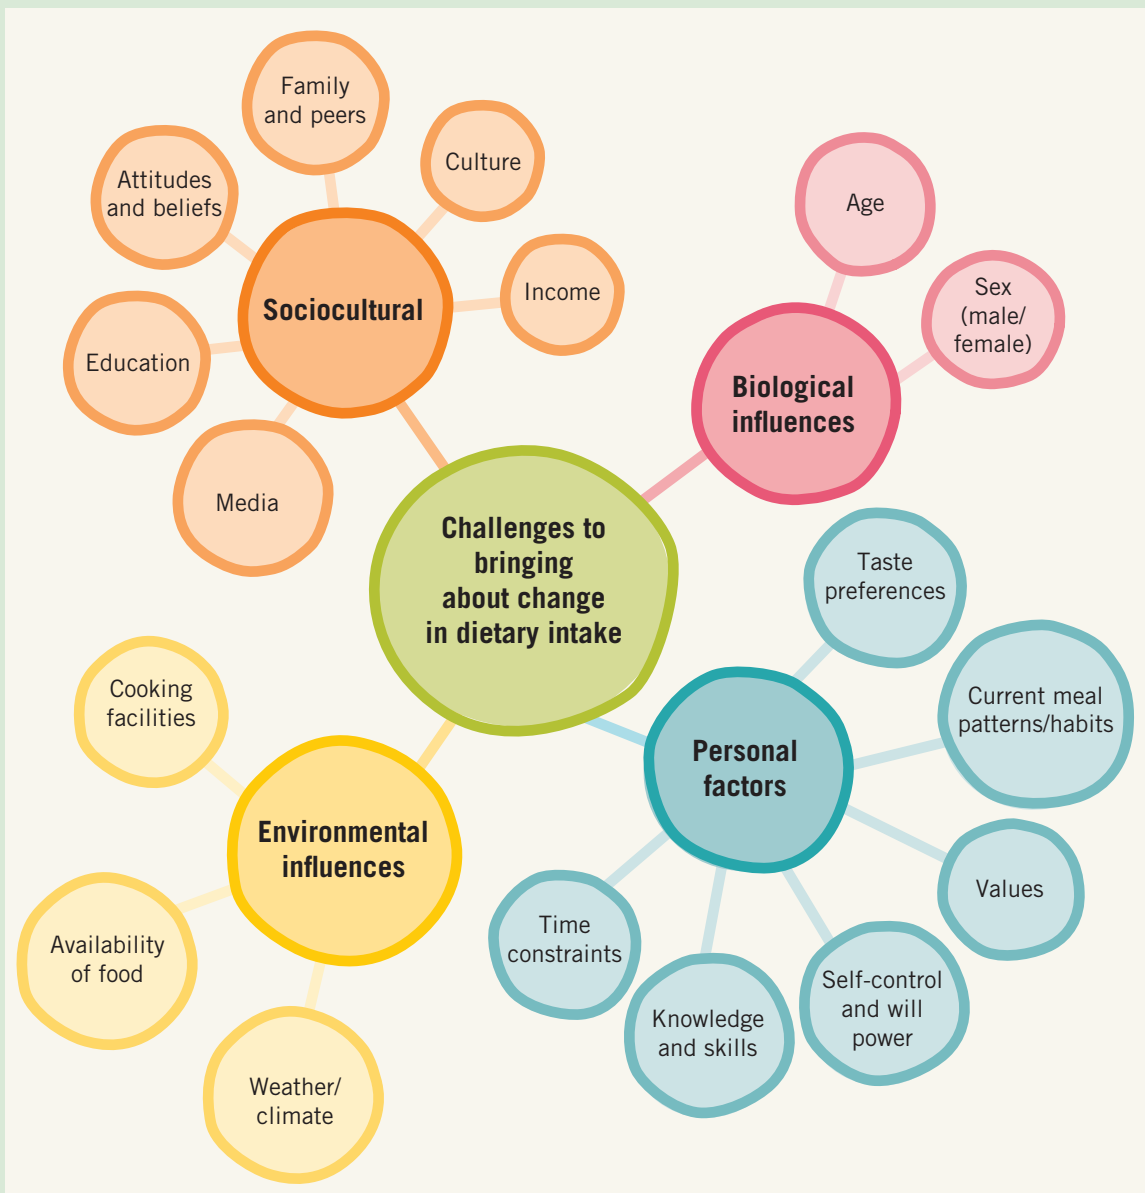 Family
and peers
Culture
Attitudes
and beliefs
Income
Sociocultural
Education
Media
Age
Sex
(male/
female)
Biological
influences
Challenges to
bringing
about change
in dietary intake
Taste
preferences
Current meal
patterns/habits
Personal
factors
Values
Self-control
and will
power
Knowledge
and skills
Time
constraints
Cooking
facilities
Environmental
influences
Availability
of food
Weather/
climate